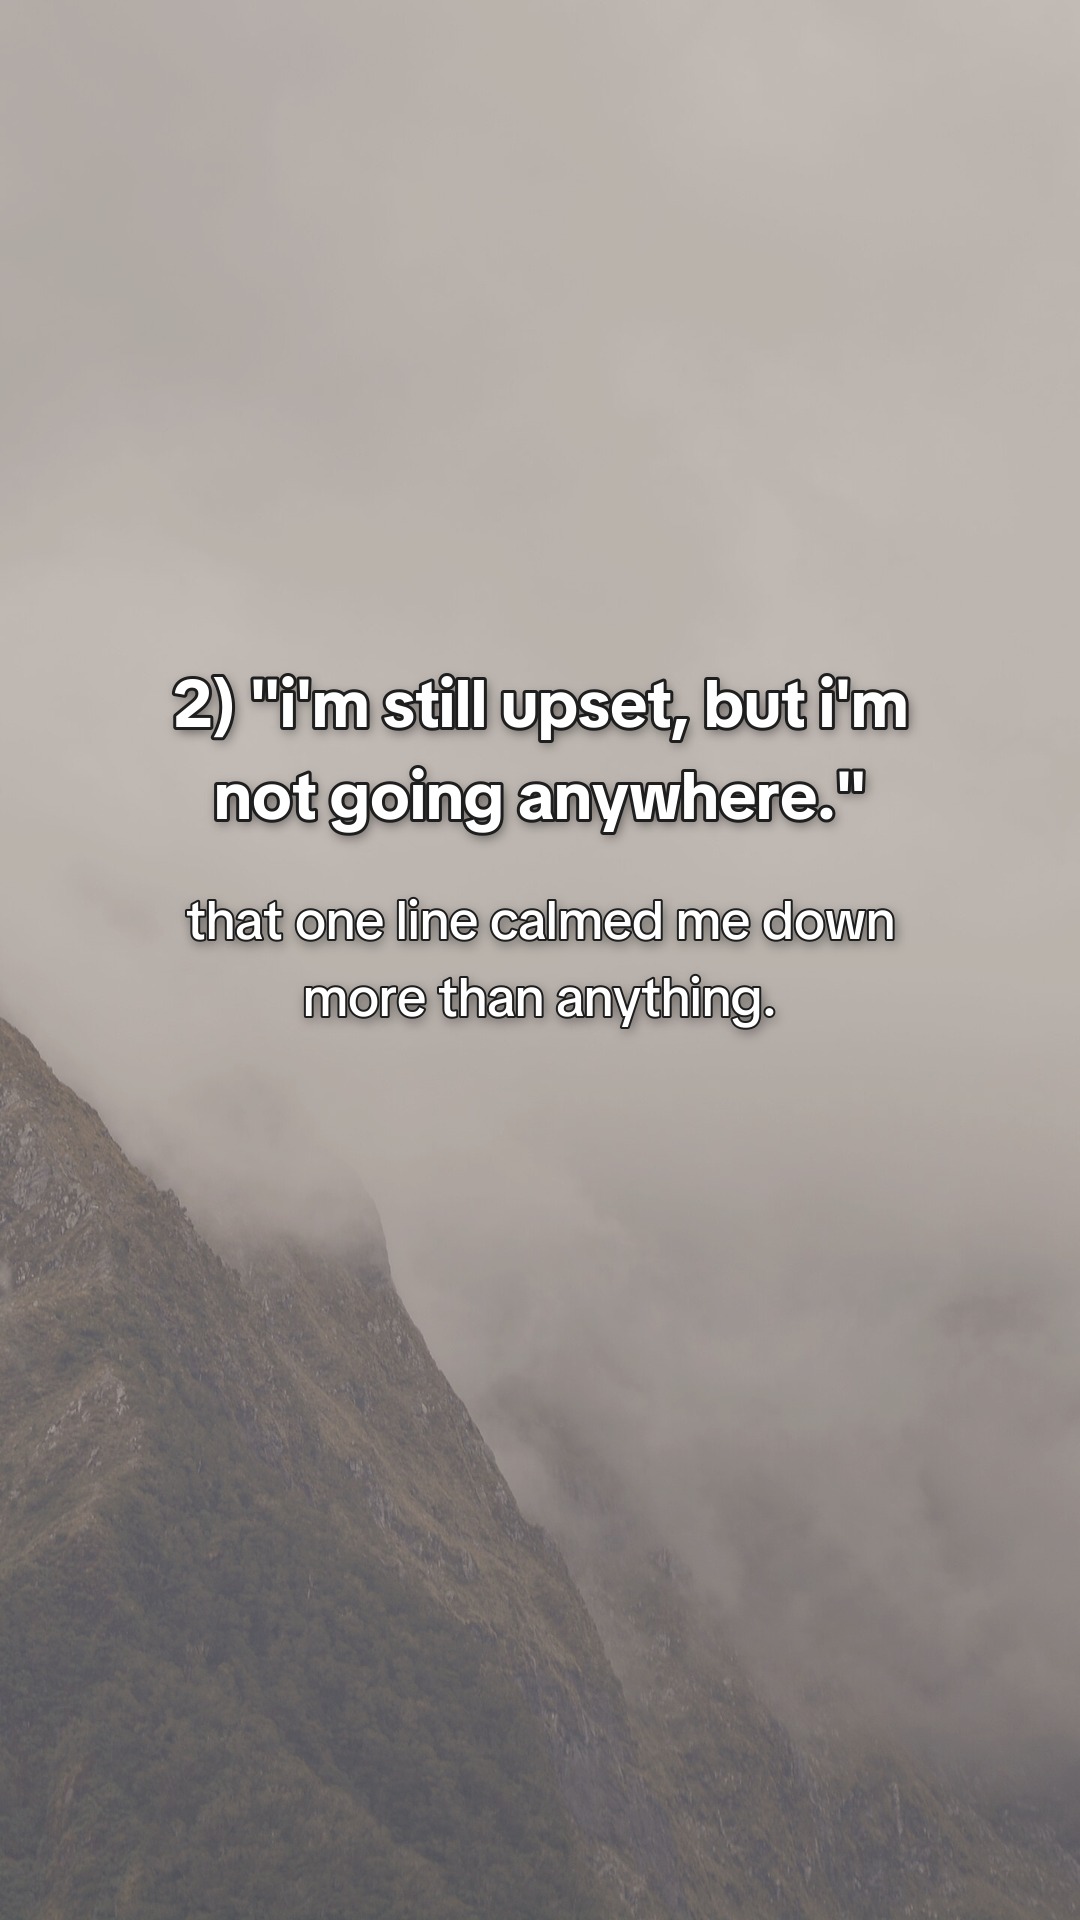 2) "i'm still upset, but i'm
not going anywhere."
that one line calmed me down
more than anything.